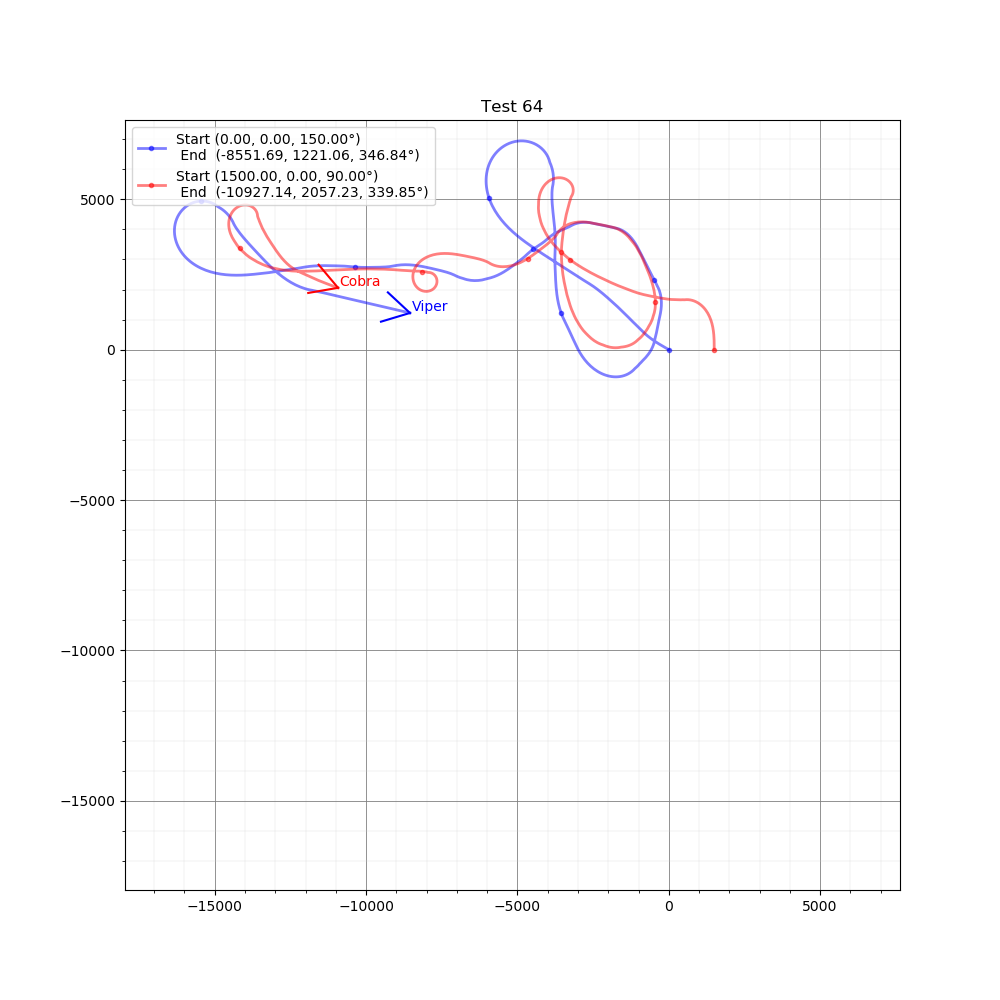 Test 64
Start (0.00, 0.00, 150.00°)
End (-8551.69, 1221.06, 346.84°)
Start (1500.00, 0.00, 90.00°)
End (-10927.14, 2057.23, 339.85°)
Cobra
Viper
5000
0
−5000
−10000
−15000
−15000
−10000
−5000
0
5000